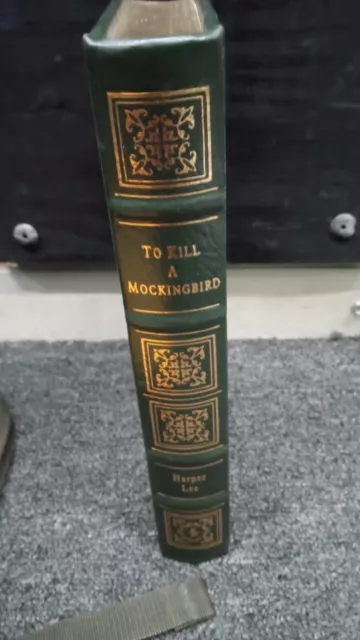 TO KILL
A
MOCKINGBIRD
Harper
Lee